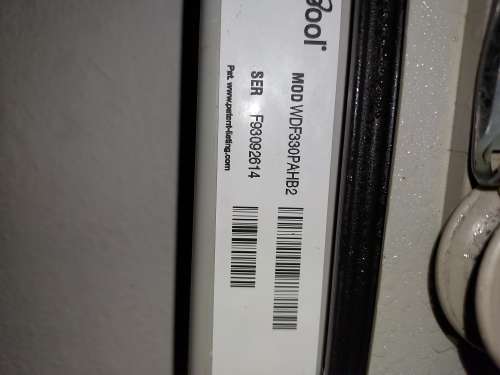 MOD WDF330PAHB2
SER F93092614
Pat. www.patent-listing.com